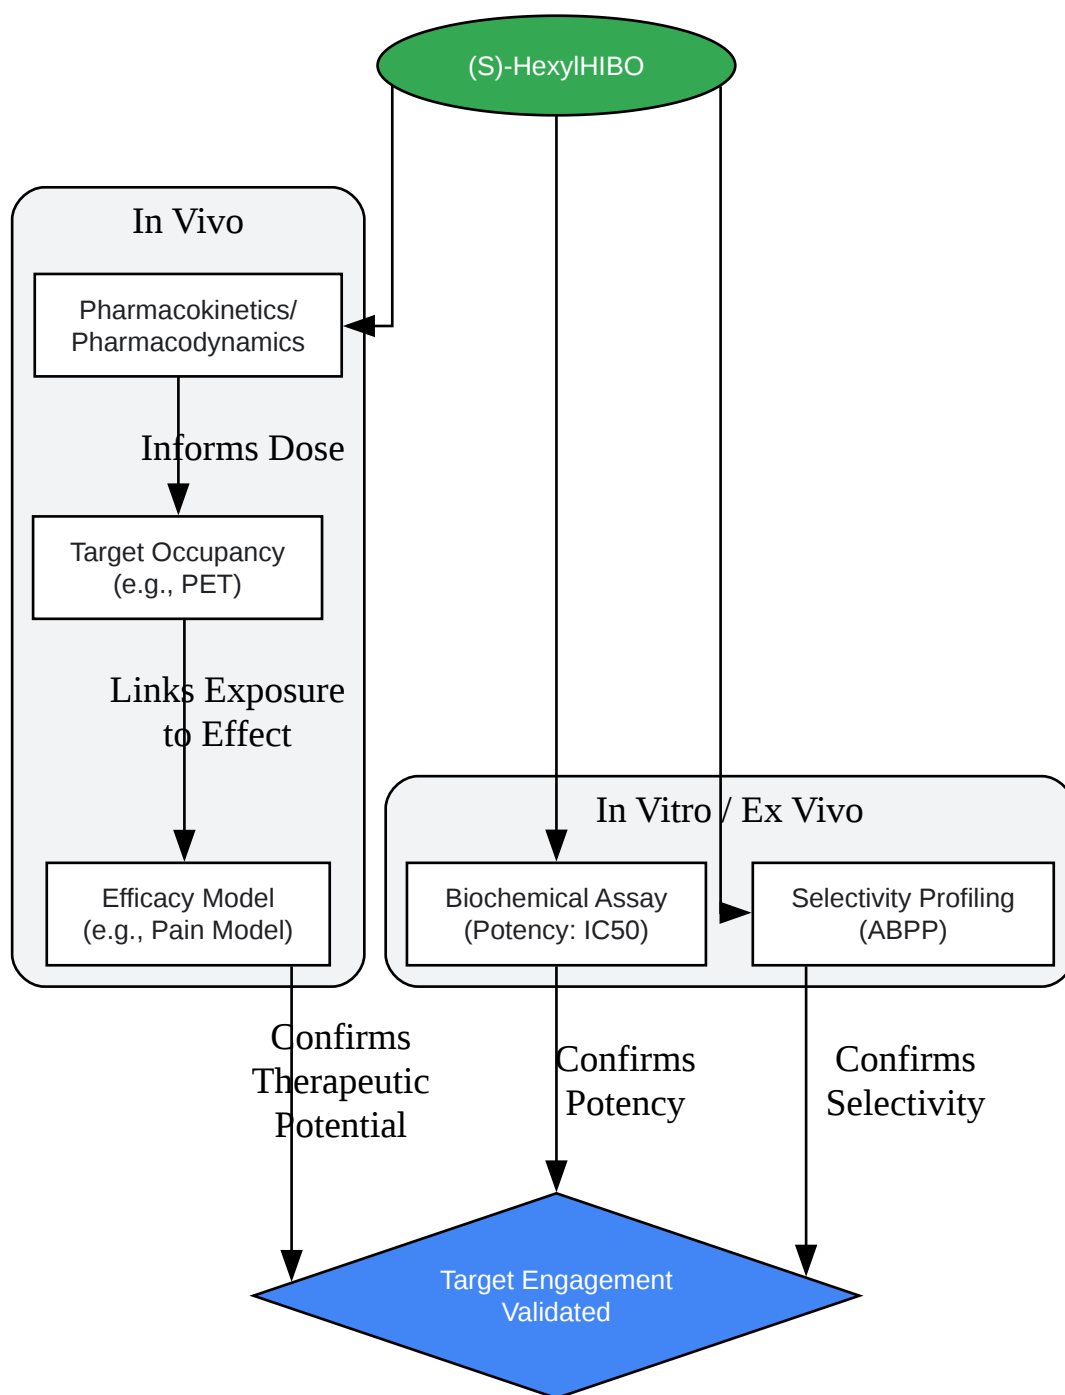 (S)-HexylHIBO
In Vivo
Pharmacokinetics/
Pharmacodynamics
Informs Dose
Target Occupancy
(e.g., PET)
Links Exposure
to Effect
Efficacy Model
(e.g., Pain Model)
In Vitro / Ex Vivo
Biochemical Assay
(Potency: IC50)
Selectivity Profiling
(ABPP)
Confirms
Therapeutic
Potential
Confirms
Potency
Confirms
Selectivity
Target Engagement
Validated